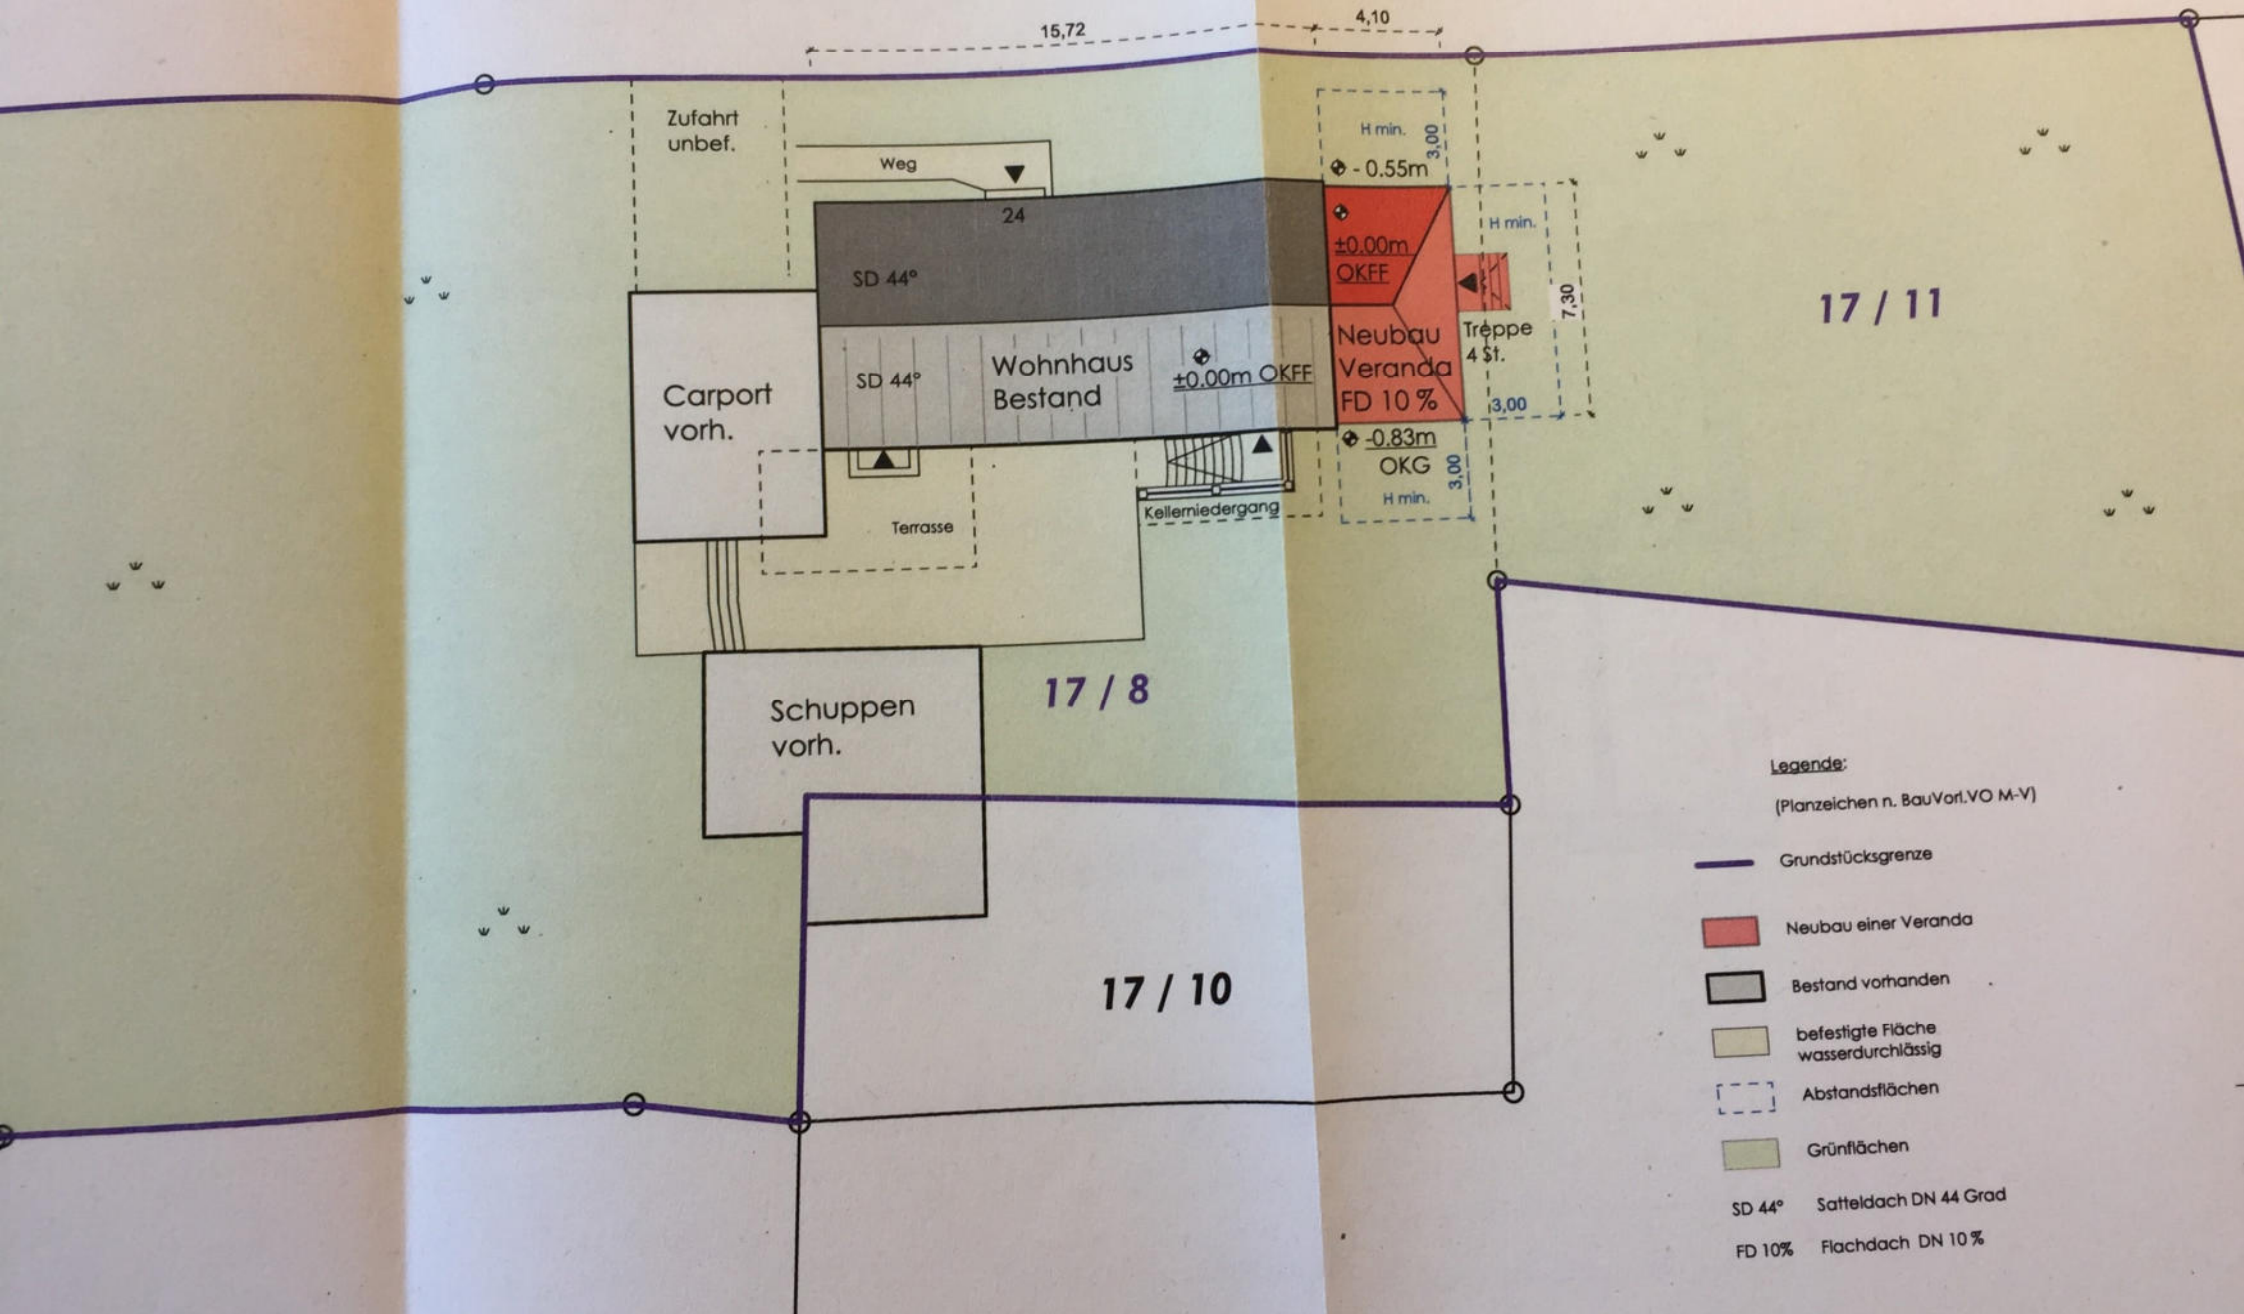 15,72
4,10
Zufahrt
unbef.
Weg
24
H min.
3,00
- 0.55m
SD 44°
±0.00m
OKFF
H min.
7,30
17 / 11
Carport
vorh.
SD 44°
Wohnhaus
Bestand
±0.00m OKFF
Neubau
Veranda
FD 10 %
Treppe
4 St.
3,00
-0.83m
OKG
3,00
H min.
Terrasse
Kellerniedergang
17 / 8
Schuppen
vorh.
17 / 10
Legende:
(Planzeichen n. BauVorl.VO M-V)
Grundstücksgrenze
Neubau einer Veranda
Bestand vorhanden
befestigte Fläche
wasserdurchlässig
Abstandsflächen
Grünflächen
SD 44° Satteldach DN 44 Grad
FD 10% Flachdach DN 10 %